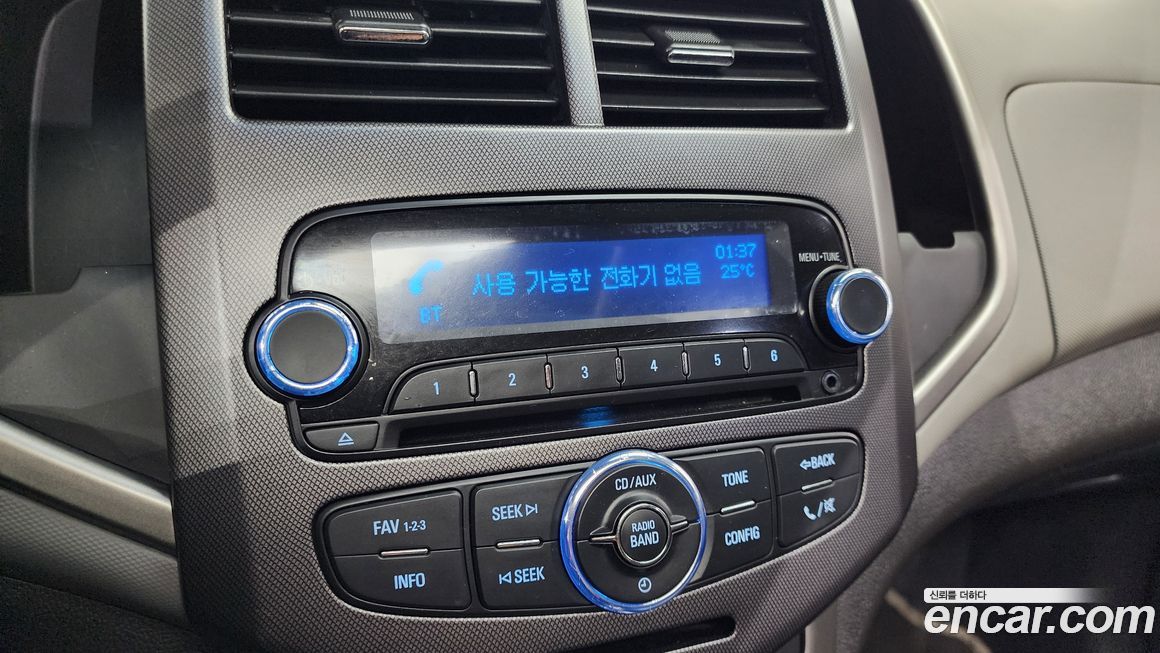 01:37
사용 가능한 전화기 없음
25°C
BT
MENU•TUNE
1
2
3
4
5
6
CD/AUX
TONE
BACK
SEEK
FAV 1-2-3
RADIO
BAND
CONFIG
SEEK
INFO
신뢰를 더하다
encar.com